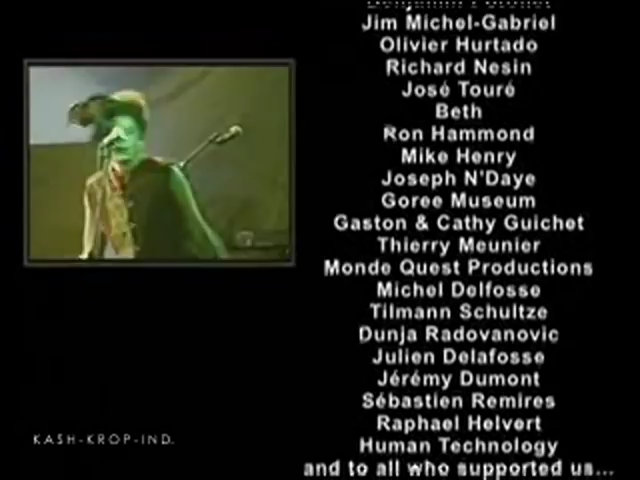 Jim Michel-Gabriel
Olivier Hurtado
Richard Nesin
José Touré
Beth
Ron Hammond
Mike Henry
Joseph N'Daye
Goree Museum
Gaston & Cathy Guichet
Thierry Meunier
Monde Quest Productions
Michel Delfosse
Tilmann Schultze
Dunja Radovanovic
Julien Delafosse
Jérémy Dumont
Sébastien Remires
Raphael Helvert
Human Technology
and to all who supported us...
KASH-KROP-IND.